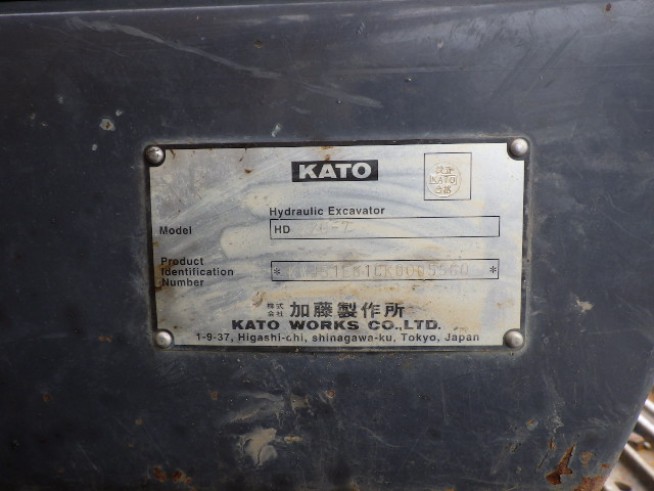 KATO
KATO
Hydraulic Excavator
Model
HD
Product
Identification
Number
株式
会社
加藤製作所
KATO WORKS CO.,LTD.
1-9-37, Higashi-ohi, shinagawa-ku, Tokyo, Japan